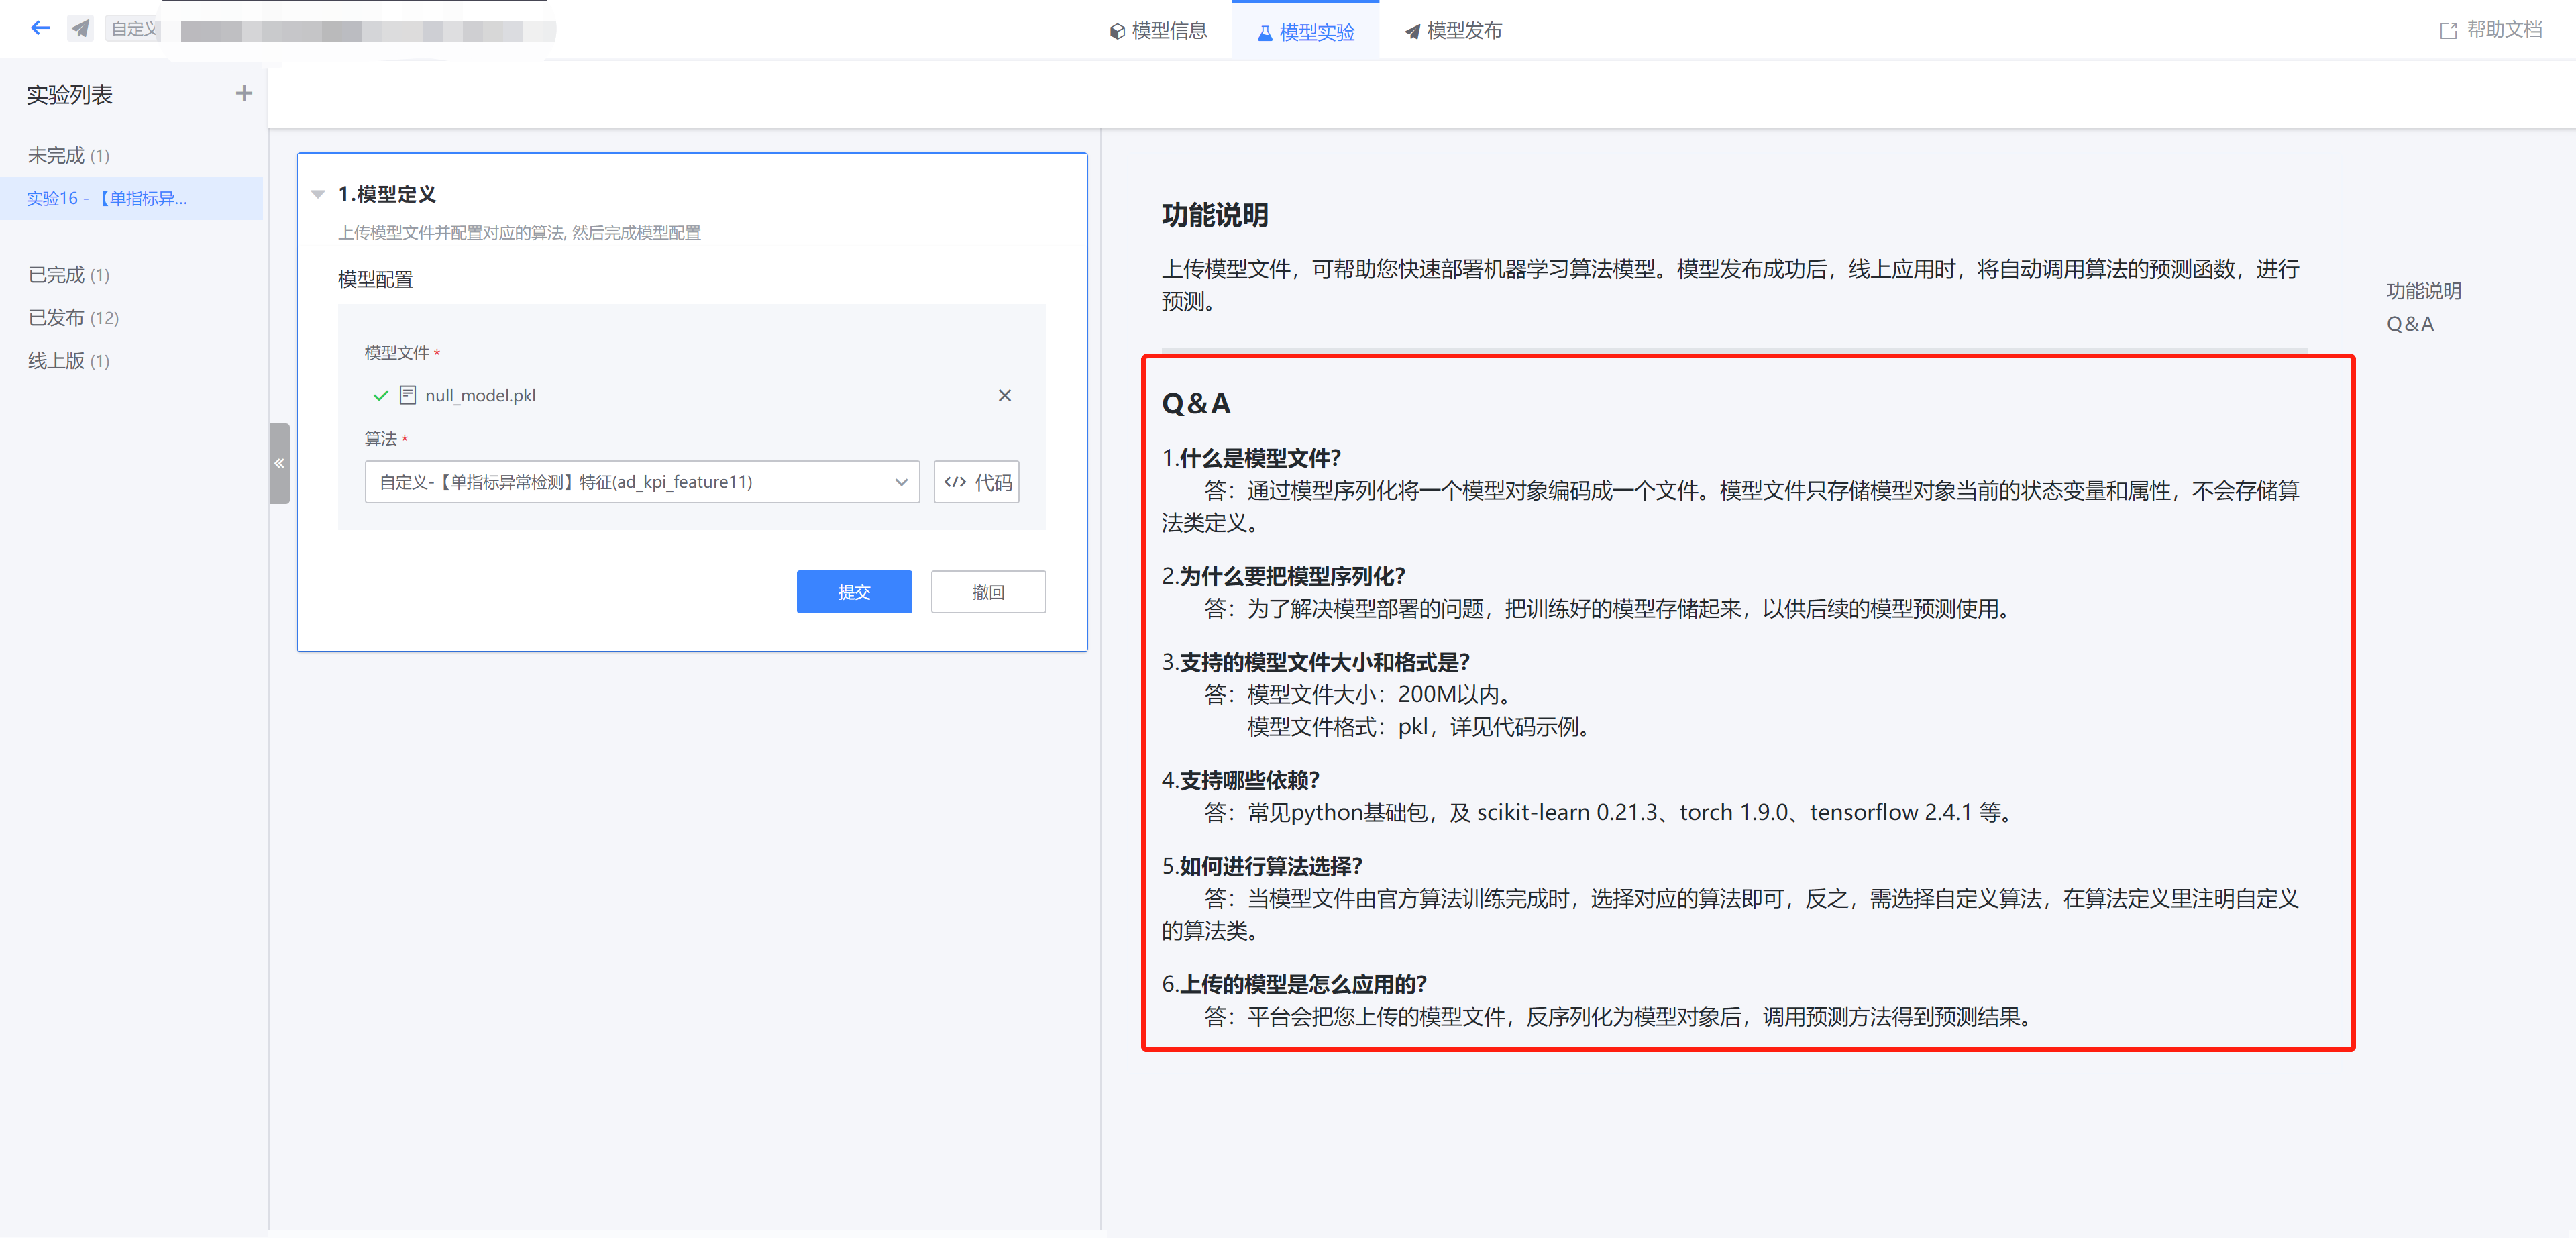 自定义
模型信息
模型实验
模型发布
帮助文档
实验列表
未完成 (1)
实验16 - 【单指标异...
已完成 (1)
已发布 (12)
线上版 (1)
1.模型定义
上传模型文件并配置对应的算法, 然后完成模型配置
模型配置
模型文件 *
null_model.pkl
算法 *
自定义-【单指标异常检测】特征(ad_kpi_feature11)
</> 代码
提交
撤回
功能说明
上传模型文件，可帮助您快速部署机器学习算法模型。模型发布成功后，线上应用时，将自动调用算法的预测函数，进行
预测。
Q&A
1.什么是模型文件？
答：通过模型序列化将一个模型对象编码成一个文件。模型文件只存储模型对象当前的状态变量和属性，不会存储算
法类定义。
2.为什么要把模型序列化？
答：为了解决模型部署的问题，把训练好的模型存储起来，以供后续的模型预测使用。
3.支持的模型文件大小和格式是？
答：模型文件大小：200M以内。
模型文件格式：pkl，详见代码示例。
4.支持哪些依赖？
答：常见python基础包，及 scikit-learn 0.21.3、torch 1.9.0、tensorflow 2.4.1 等。
5.如何进行算法选择？
答：当模型文件由官方算法训练完成时，选择对应的算法即可，反之，需选择自定义算法，在算法定义里注明自定义
的算法类。
6.上传的模型是怎么应用的？
答：平台会把您上传的模型文件，反序列化为模型对象后，调用预测方法得到预测结果。
功能说明
Q&A